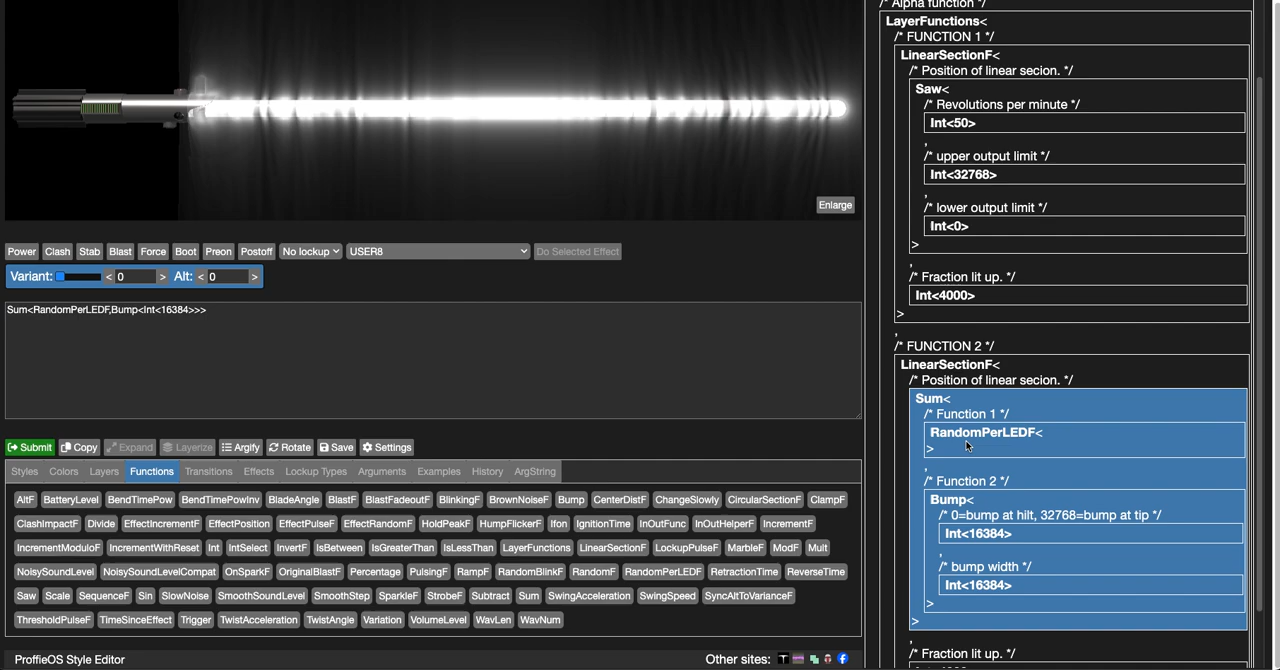 Enlarge
Power Clash Stab Blast Force Boot Preon Postoff No lockup USER8 Do Selected Effect
Variant: < 0 > Alt: < 0 >
Sum<RandomPerLEDF,Bump<Int<16384>>>
Submit Copy Expand Layerize Argify Rotate Save Settings
Styles Colors Layers Functions Transitions Effects Lockup Types Arguments Examples History ArgString
AltF BatteryLevel BendTimePow BendTimePowInv BladeAngle BlastF BlastFadeoutF BlinkingF BrownNoiseF Bump CenterDistF ChangeSlowly CircularSectionF ClampF
ClashImpactF Divide EffectIncrementF EffectPosition EffectPulseF EffectRandomF HoldPeakF HumpFlickerF Ifon IgnitionTime InOutFunc InOutHelperF IncrementF
IncrementModuloF IncrementWithReset Int IntSelect InvertF IsBetween IsGreaterThan IsLessThan LayerFunctions LinearSectionF LockupPulseF MarbleF ModF Mult
NoisySoundLevel NoisySoundLevelCompat OnSparkF OriginalBlastF Percentage PulsingF RampF RandomBlinkF RandomF RandomPerLEDF RetractionTime ReverseTime
Saw Scale SequenceF Sin SlowNoise SmoothSoundLevel SmoothStep SparkleF StrobeF Subtract Sum SwingAcceleration SwingSpeed SyncAltToVarianceF
ThresholdPulseF TimeSinceEffect Trigger TwistAcceleration TwistAngle Variation VolumeLevel WavLen WavNum
ProffieOS Style Editor Other sites:
/* Alpha function */
LayerFunctions<
/* FUNCTION 1 */
LinearSectionF<
/* Position of linear secion. */
Saw<
/* Revolutions per minute */
Int<50>
,
/* upper output limit */
Int<32768>
,
/* lower output limit */
Int<0>
>
,
/* Fraction lit up. */
Int<4000>
>
,
/* FUNCTION 2 */
LinearSectionF<
/* Position of linear secion. */
Sum<
/* Function 1 */
RandomPerLEDF<
>
,
/* Function 2 */
Bump<
/* 0=bump at hilt, 32768=bump at tip */
Int<16384>
,
/* bump width */
Int<16384>
>
>
,
/* Fraction lit up. */